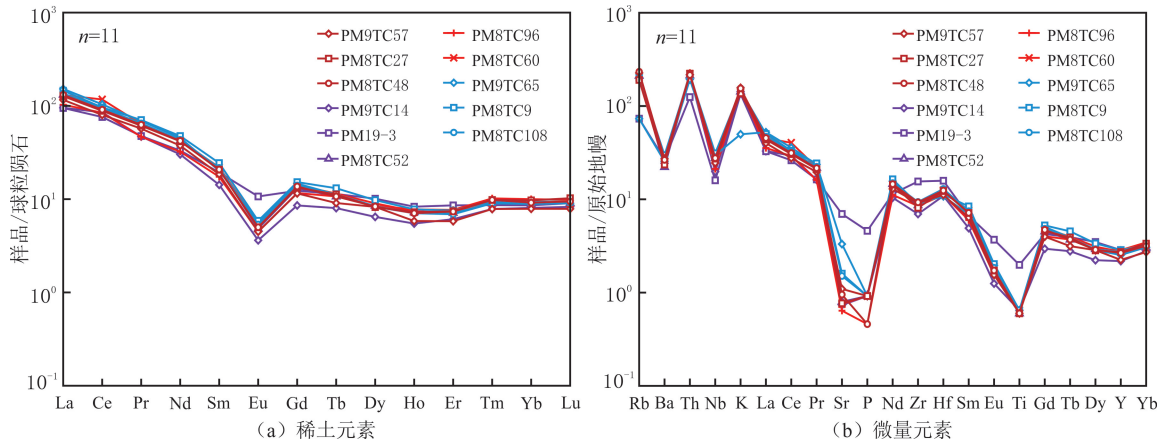 10³
n=11
PM9TC57
PM8TC27
PM8TC48
PM9TC14
PM19-3
PM8TC52
PM8TC96
PM8TC60
PM9TC65
PM8TC9
PM8TC108
10²
10¹
10⁰
10⁻¹
样品/球粒陨石
La Ce Pr Nd Sm Eu Gd Tb Dy Ho Er Tm Yb Lu
(a) 稀土元素
10³
n=11
PM9TC57
PM8TC27
PM8TC48
PM9TC14
PM19-3
PM8TC52
PM8TC96
PM8TC60
PM9TC65
PM8TC9
PM8TC108
10²
10¹
10⁰
10⁻¹
样品/原始地幔
Rb Ba Th Nb K La Ce Pr Sr P Nd Zr Hf Sm Eu Ti Gd Tb Dy Y Yb
(b) 微量元素